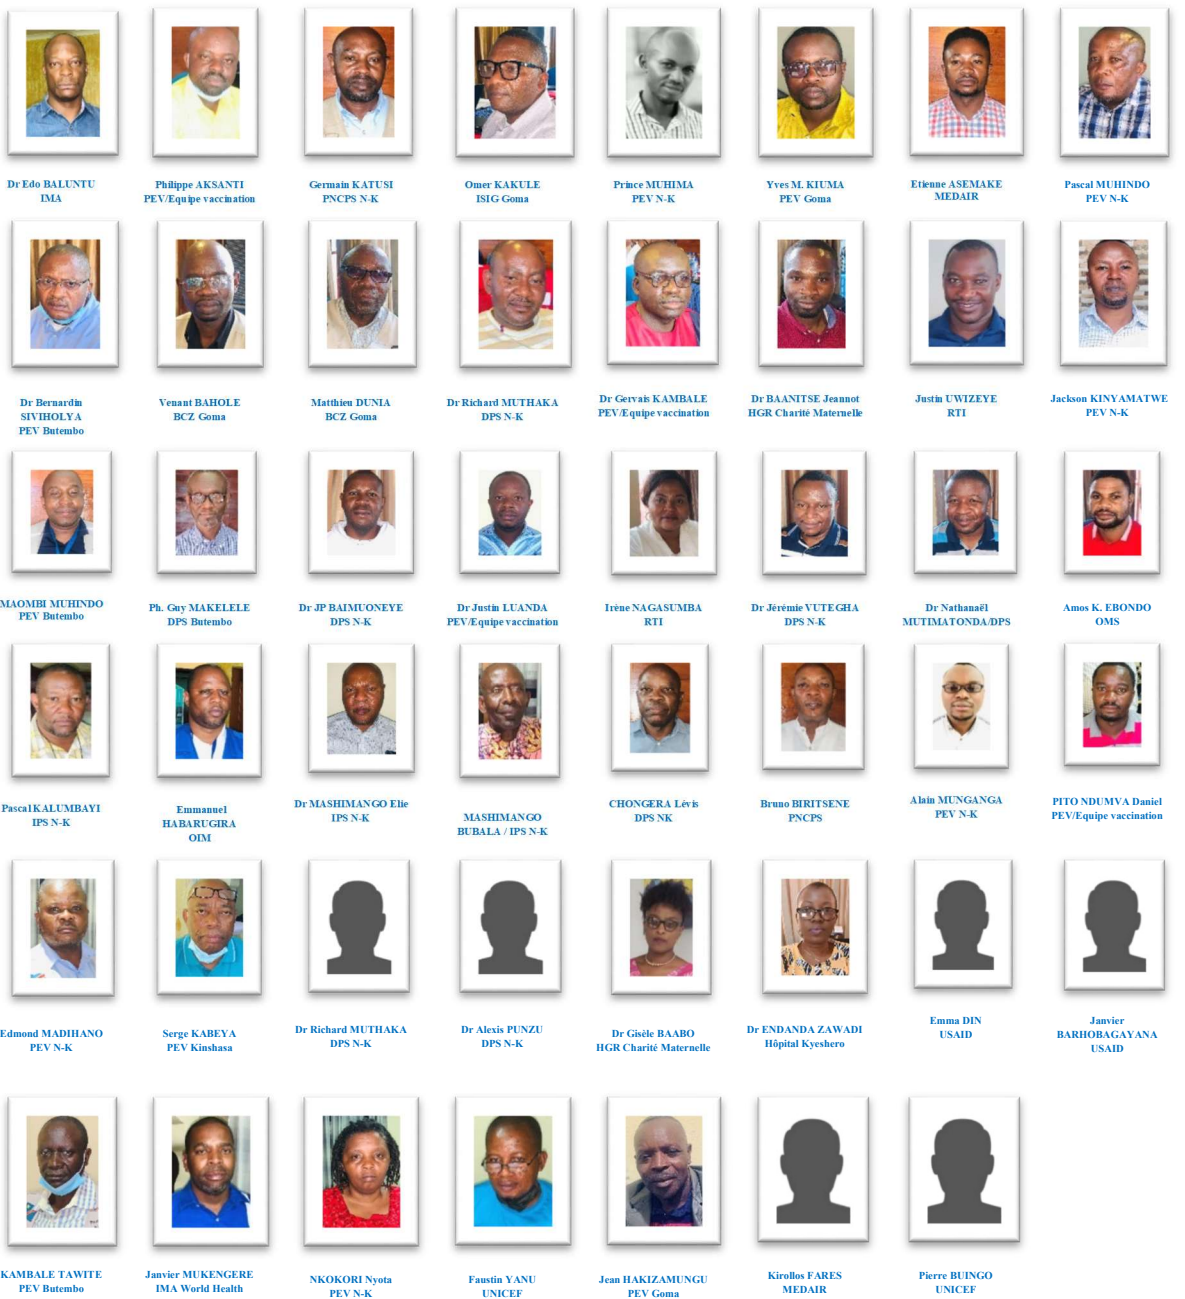 Dr Edo BALUNTU
IMA
Philippe AKSANTI
PEV/Equipe vaccination
Germain KATUSI
PNCPS N-K
Omer KAKULE
ISIG Goma
Prince MUHIMA
PEV N-K
Yves M. KIUMA
PEV Goma
Etienne ASEMAKE
MEDAIR
Pascal MUHINDO
PEV N-K
Dr Bernardin
SIVIHOLYA
PEV Butembo
Venant BAHOLE
BCZ Goma
Matthieu DUNIA
BCZ Goma
Dr Richard MUTHAKA
DPS N-K
Dr Gervais KAMBALE
PEV/Equipe vaccination
Dr BAANITSE Jeannot
HGR Charité Maternelle
Justin UWIZEYE
RTI
Jackson KINYAMATWE
PEV N-K
MAOMBI MUHINDO
PEV Butembo
Ph. Guy MAKELELE
DPS Butembo
Dr JP BAIMUONEYE
DPS N-K
Dr Justin LUANDA
PEV/Equipe vaccination
Irène NAGASUMBA
RTI
Dr Jérémie VUTEGHA
DPS N-K
Dr Nathanaël
MUTIMATONDA/DPS
Amos K. EBONDO
OMS
Pascal KALUMBAYI
IPS N-K
Emmanuel
HABARUGIRA
OIM
Dr MASHIMANGO Elie
IPS N-K
MASHIMANGO
BUBALA / IPS N-K
CHONGERA Lévis
DPS NK
Bruno BIRITSENE
PNCPS
Alain MUNGANGA
PEV N-K
PITO NDUMVA Daniel
PEV/Equipe vaccination
Edmond MADIHANO
PEV N-K
Serge KABEYA
PEV Kinshasa
Dr Richard MUTHAKA
DPS N-K
Dr Alexis PUNZU
DPS N-K
Dr Gisèle BAABO
HGR Charité Maternelle
Dr ENDANDA ZAWADI
Hôpital Kyeshero
Emma DIN
USAID
Janvier
BARHOBAGAYANA
USAID
KAMBALE TAWITE
PEV Butembo
Janvier MUKENGERE
IMA World Health
NKOKORI Nyota
PEV N-K
Faustin YANU
UNICEF
Jean HAKIZAMUNGU
PEV Goma
Kirollos FARES
MEDAIR
Pierre BUINGO
UNICEF